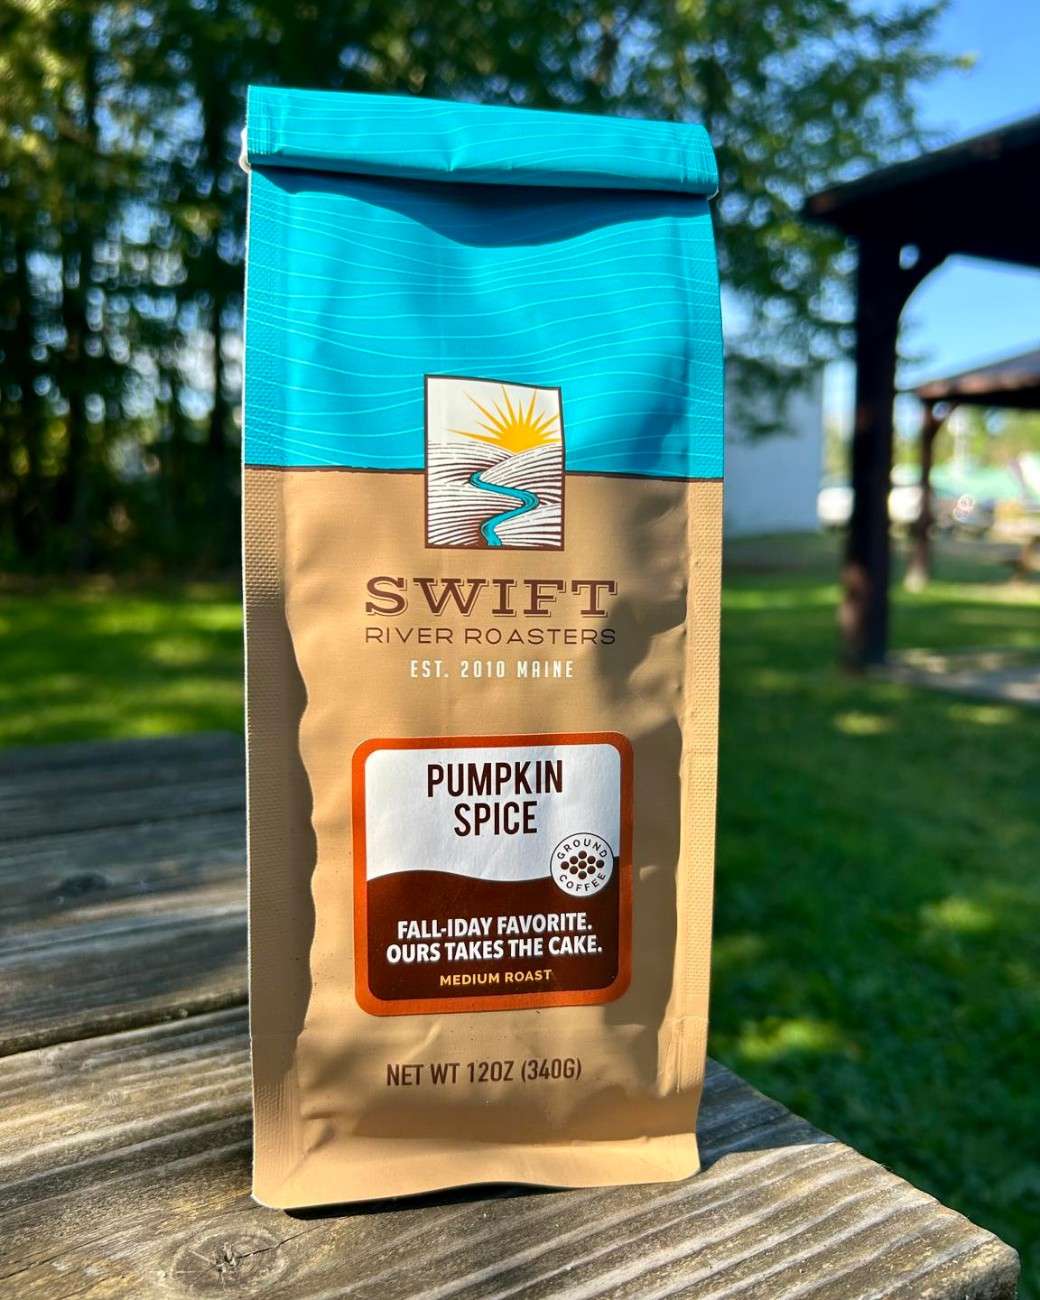 SWIFT
RIVER ROASTERS
EST. 2010 MAINE
PUMPKIN
SPICE
GROUND
COFFEE
FALL-IDAY FAVORITE.
OURS TAKES THE CAKE.
MEDIUM ROAST
NET WT 12OZ (340G)